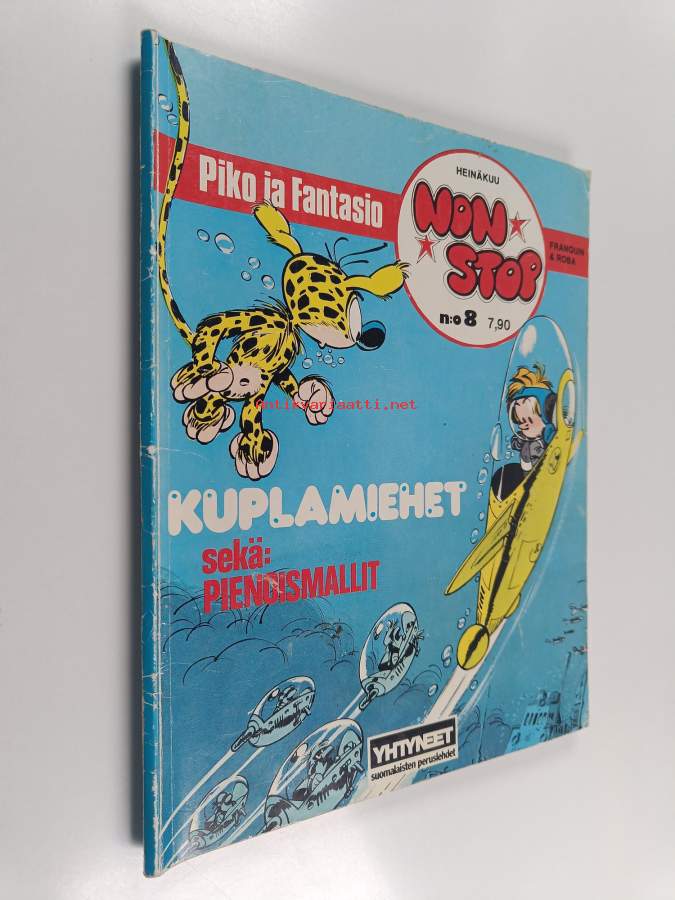 Piko ja Fantasio
HEINÄKUU
NON
STOP
n:o 8 7,90
FRANQUIN
& ROBA
Antikvariaatti.net
KUPLAMIEHET
sekä:
PIENOISMALLIT
YHTYNEET
suomalaisten peruslehdet